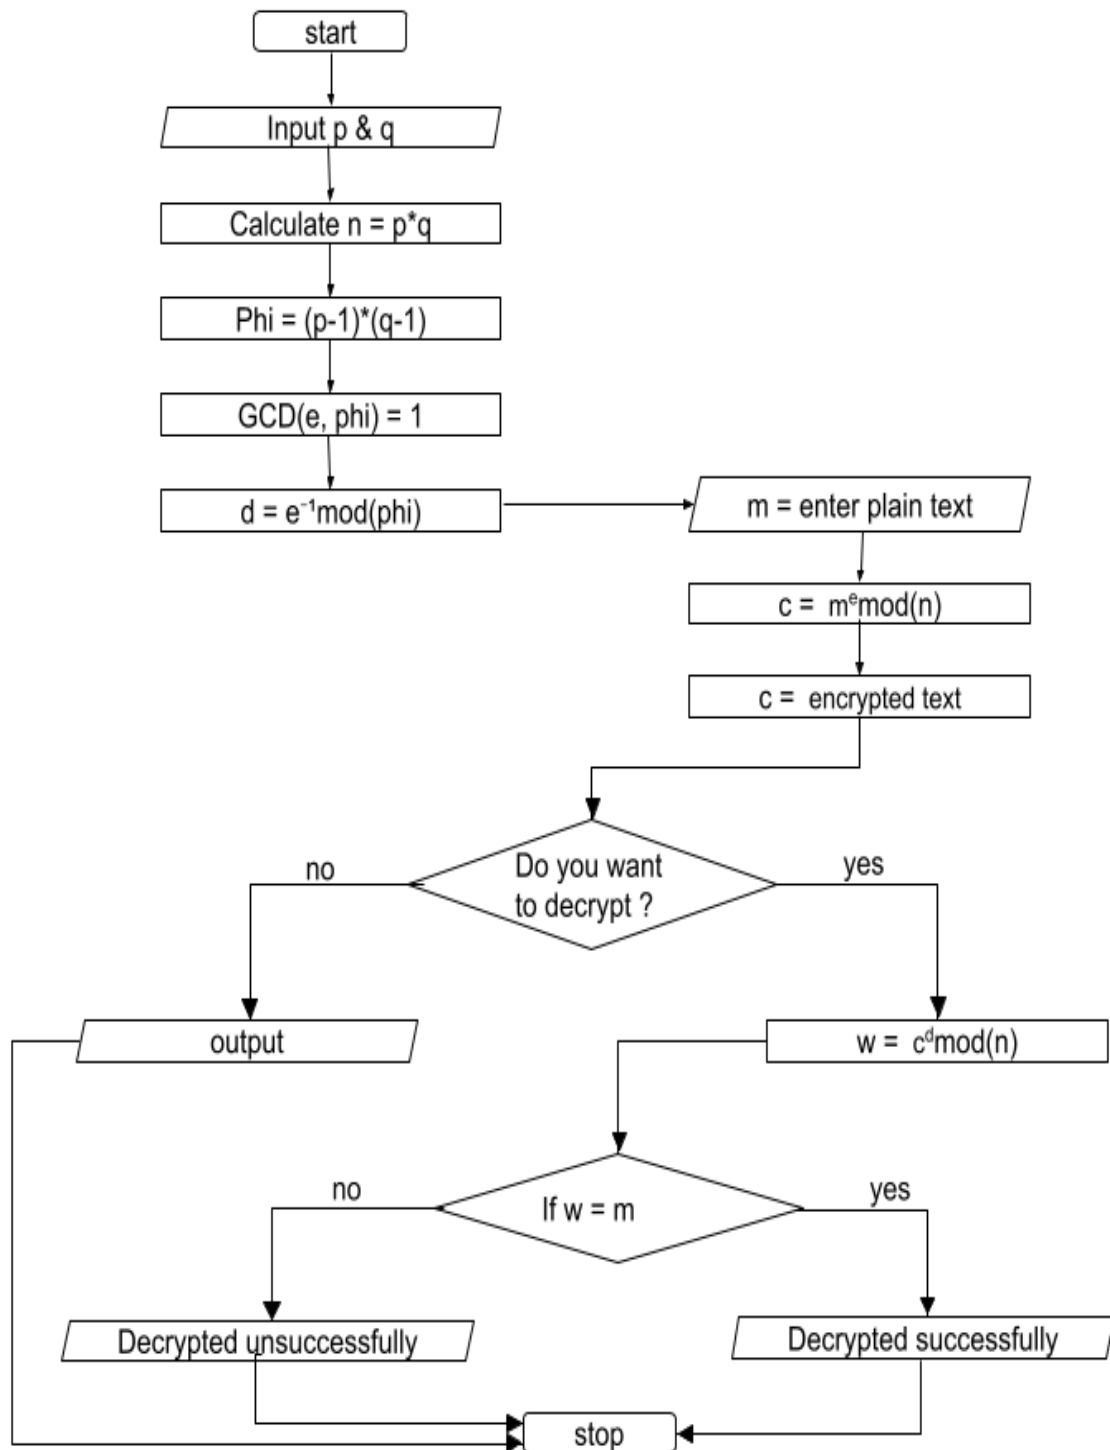 start
Input p & q
Calculate n = p*q
Phi = (p-1)*(q-1)
GCD(e, phi) = 1
d = e⁻¹mod(phi)
m = enter plain text
c = mᵉmod(n)
c = encrypted text
Do you want
to decrypt ?
no
yes
output
w = cᵈmod(n)
If w = m
no
yes
Decrypted unsuccessfully
Decrypted successfully
stop